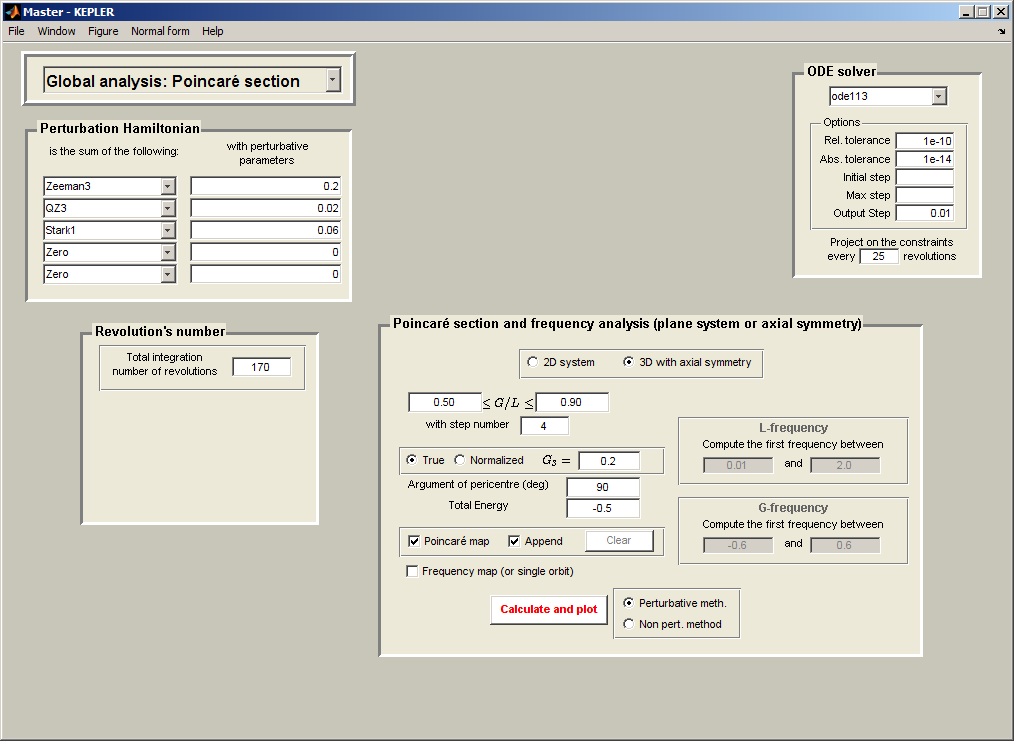 Master - KEPLER
File Window Figure Normal form Help
Global analysis: Poincaré section
Perturbation Hamiltonian
is the sum of the following:
with perturbative
parameters
Zeeman3 0.2
QZ3 0.02
Stark1 0.06
Zero 0
Zero 0
ODE solver
ode113
Options
Rel. tolerance 1e-10
Abs. tolerance 1e-14
Initial step
Max step
Output Step 0.01
Project on the constraints
every 25 revolutions
Revolution's number
Total integration
number of revolutions 170
Poincaré section and frequency analysis (plane system or axial symmetry)
2D system 3D with axial symmetry
0.50 ≤ G/L ≤ 0.90
with step number 4
True Normalized G₃ = 0.2
Argument of pericentre (deg) 90
Total Energy -0.5
Poincaré map Append Clear
Frequency map (or single orbit)
Calculate and plot
Perturbative meth.
Non pert. method
L-frequency
Compute the first frequency between
0.01 and 2.0
G-frequency
Compute the first frequency between
-0.6 and 0.6